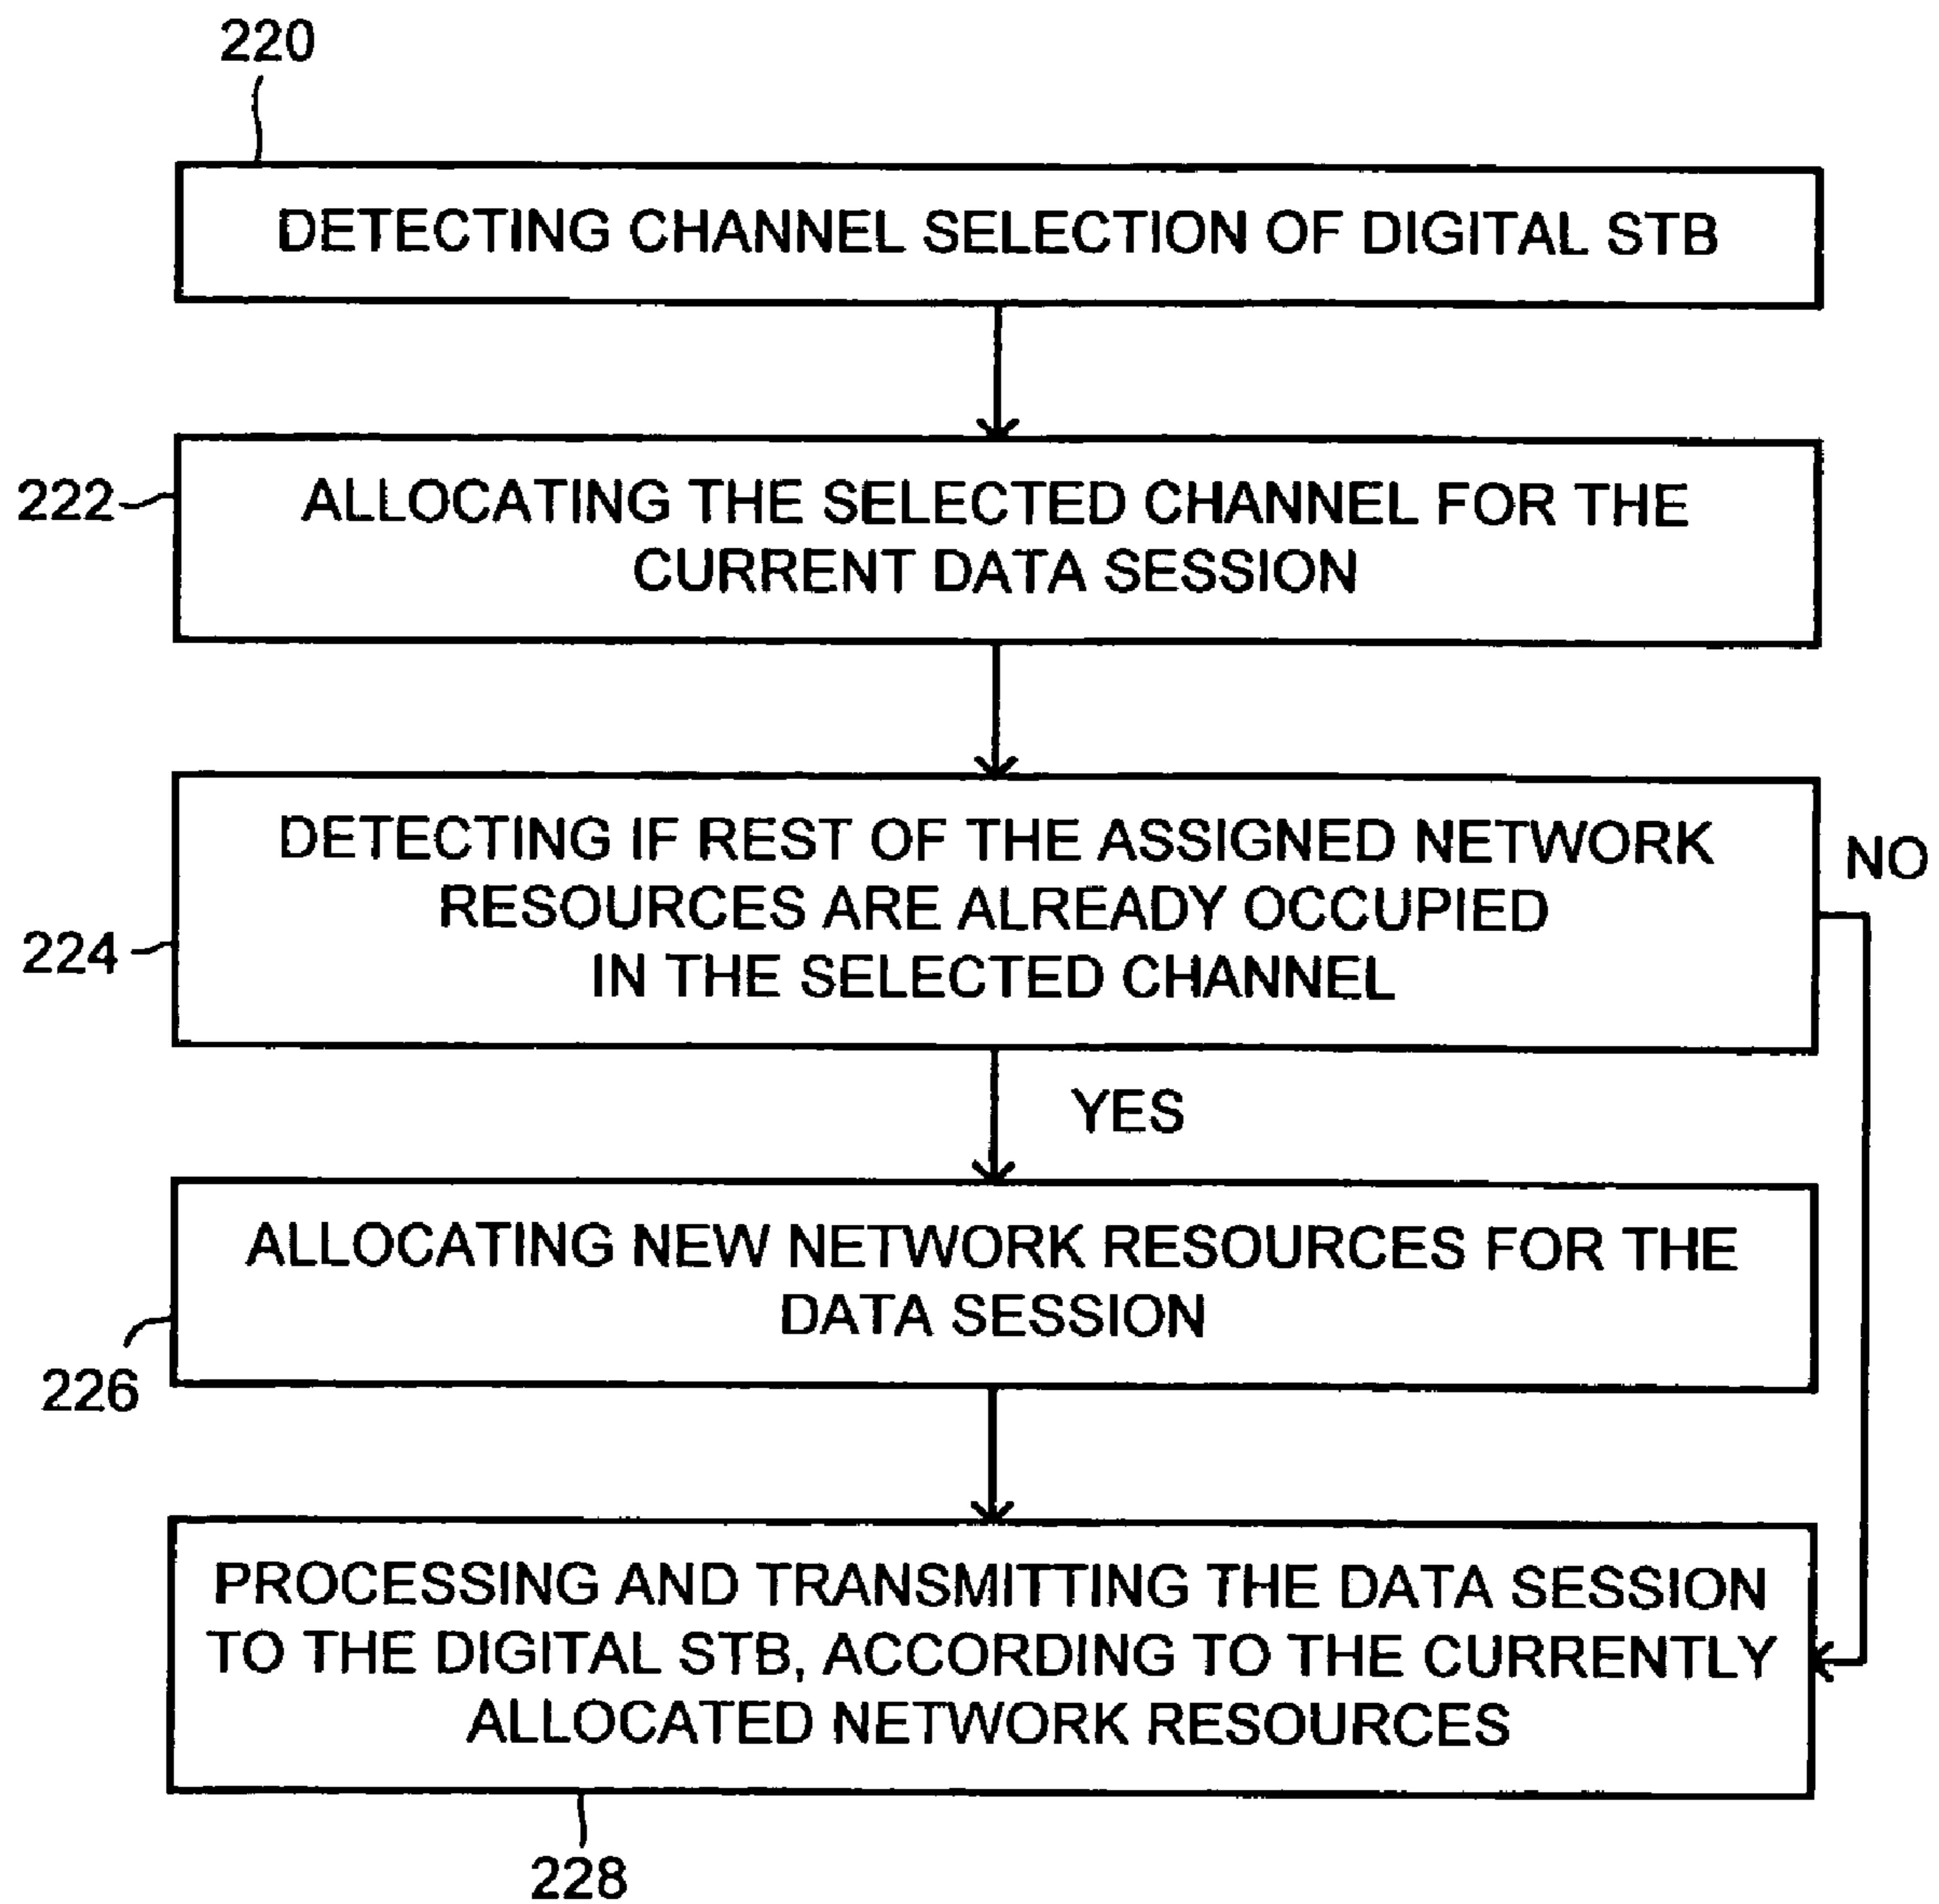 220
DETECTING CHANNEL SELECTION OF DIGITAL STB
222
ALLOCATING THE SELECTED CHANNEL FOR THE
CURRENT DATA SESSION
DETECTING IF REST OF THE ASSIGNED NETWORK
RESOURCES ARE ALREADY OCCUPIED
IN THE SELECTED CHANNEL
NO
224
YES
ALLOCATING NEW NETWORK RESOURCES FOR THE
DATA SESSION
226
PROCESSING AND TRANSMITTING THE DATA SESSION
TO THE DIGITAL STB, ACCORDING TO THE CURRENTLY
ALLOCATED NETWORK RESOURCES
228